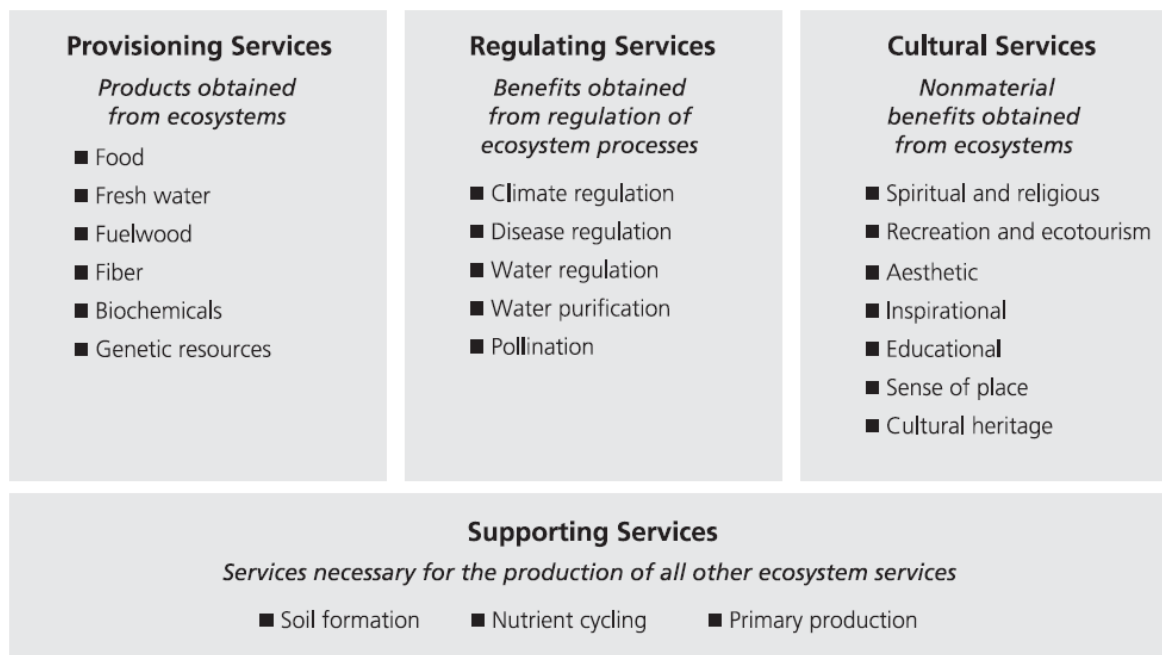 Provisioning Services
Products obtained
from ecosystems
■ Food
■ Fresh water
■ Fuelwood
■ Fiber
■ Biochemicals
■ Genetic resources
Regulating Services
Benefits obtained
from regulation of
ecosystem processes
■ Climate regulation
■ Disease regulation
■ Water regulation
■ Water purification
■ Pollination
Cultural Services
Nonmaterial
benefits obtained
from ecosystems
■ Spiritual and religious
■ Recreation and ecotourism
■ Aesthetic
■ Inspirational
■ Educational
■ Sense of place
■ Cultural heritage
Supporting Services
Services necessary for the production of all other ecosystem services
■ Soil formation ■ Nutrient cycling ■ Primary production